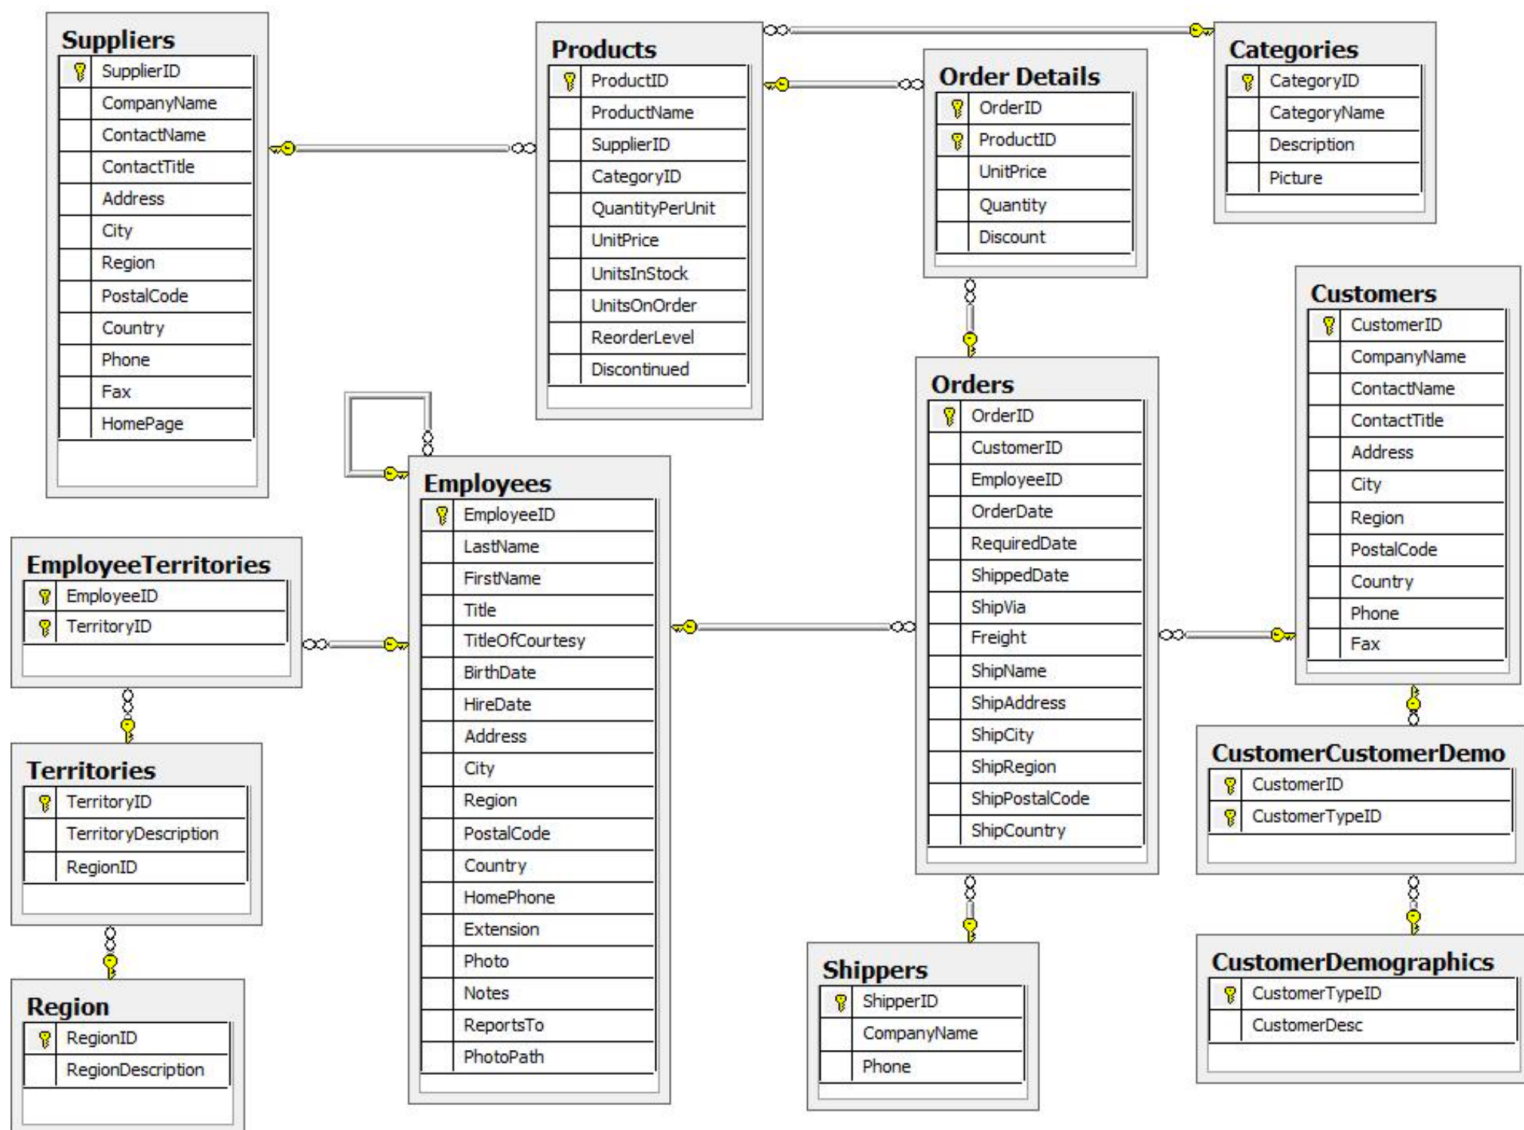 Suppliers
SupplierID
CompanyName
ContactName
ContactTitle
Address
City
Region
PostalCode
Country
Phone
Fax
HomePage
Products
ProductID
ProductName
SupplierID
CategoryID
QuantityPerUnit
UnitPrice
UnitsInStock
UnitsOnOrder
ReorderLevel
Discontinued
Order Details
OrderID
ProductID
UnitPrice
Quantity
Discount
Categories
CategoryID
CategoryName
Description
Picture
Customers
CustomerID
CompanyName
ContactName
ContactTitle
Address
City
Region
PostalCode
Country
Phone
Fax
Orders
OrderID
CustomerID
EmployeeID
OrderDate
RequiredDate
ShippedDate
ShipVia
Freight
ShipName
ShipAddress
ShipCity
ShipRegion
ShipPostalCode
ShipCountry
Employees
EmployeeID
LastName
FirstName
Title
TitleOfCourtesy
BirthDate
HireDate
Address
City
Region
PostalCode
Country
HomePhone
Extension
Photo
Notes
ReportsTo
PhotoPath
EmployeeTerritories
EmployeeID
TerritoryID
Territories
TerritoryID
TerritoryDescription
RegionID
Region
RegionID
RegionDescription
Shippers
ShipperID
CompanyName
Phone
CustomerCustomerDemo
CustomerID
CustomerTypeID
CustomerDemographics
CustomerTypeID
CustomerDesc